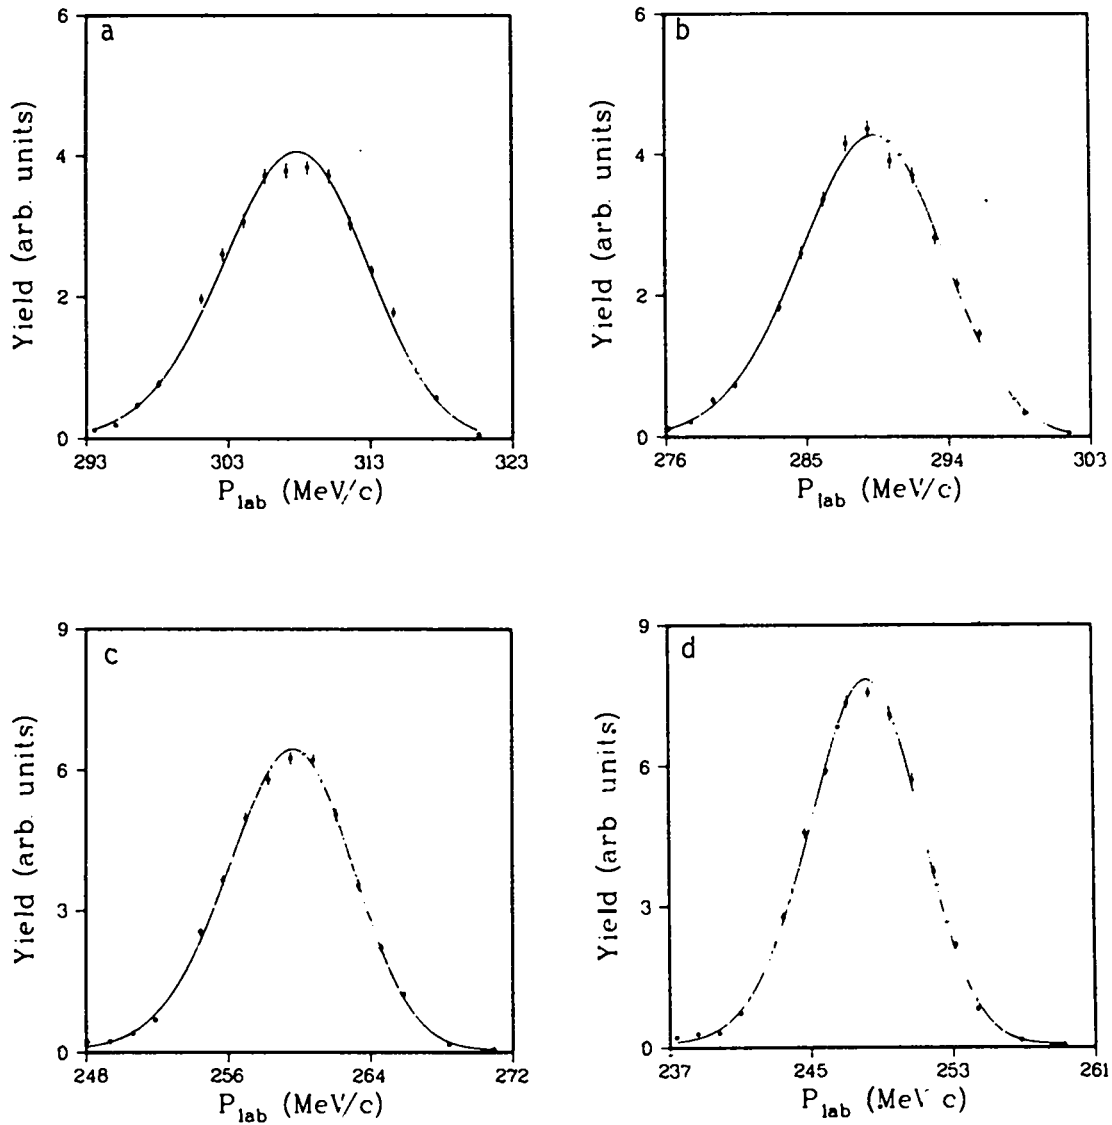 a
Yield (arb. units)
6
4
2
0
293 303 313 323
P_lab (MeV/c)
b
Yield (arb. units)
6
4
2
0
276 285 294 303
P_lab (MeV/c)
c
Yield (arb. units)
9
6
3
0
248 256 264 272
P_lab (MeV/c)
d
Yield (arb units)
9
6
3
0
237 245 253 261
P_lab (MeV c)